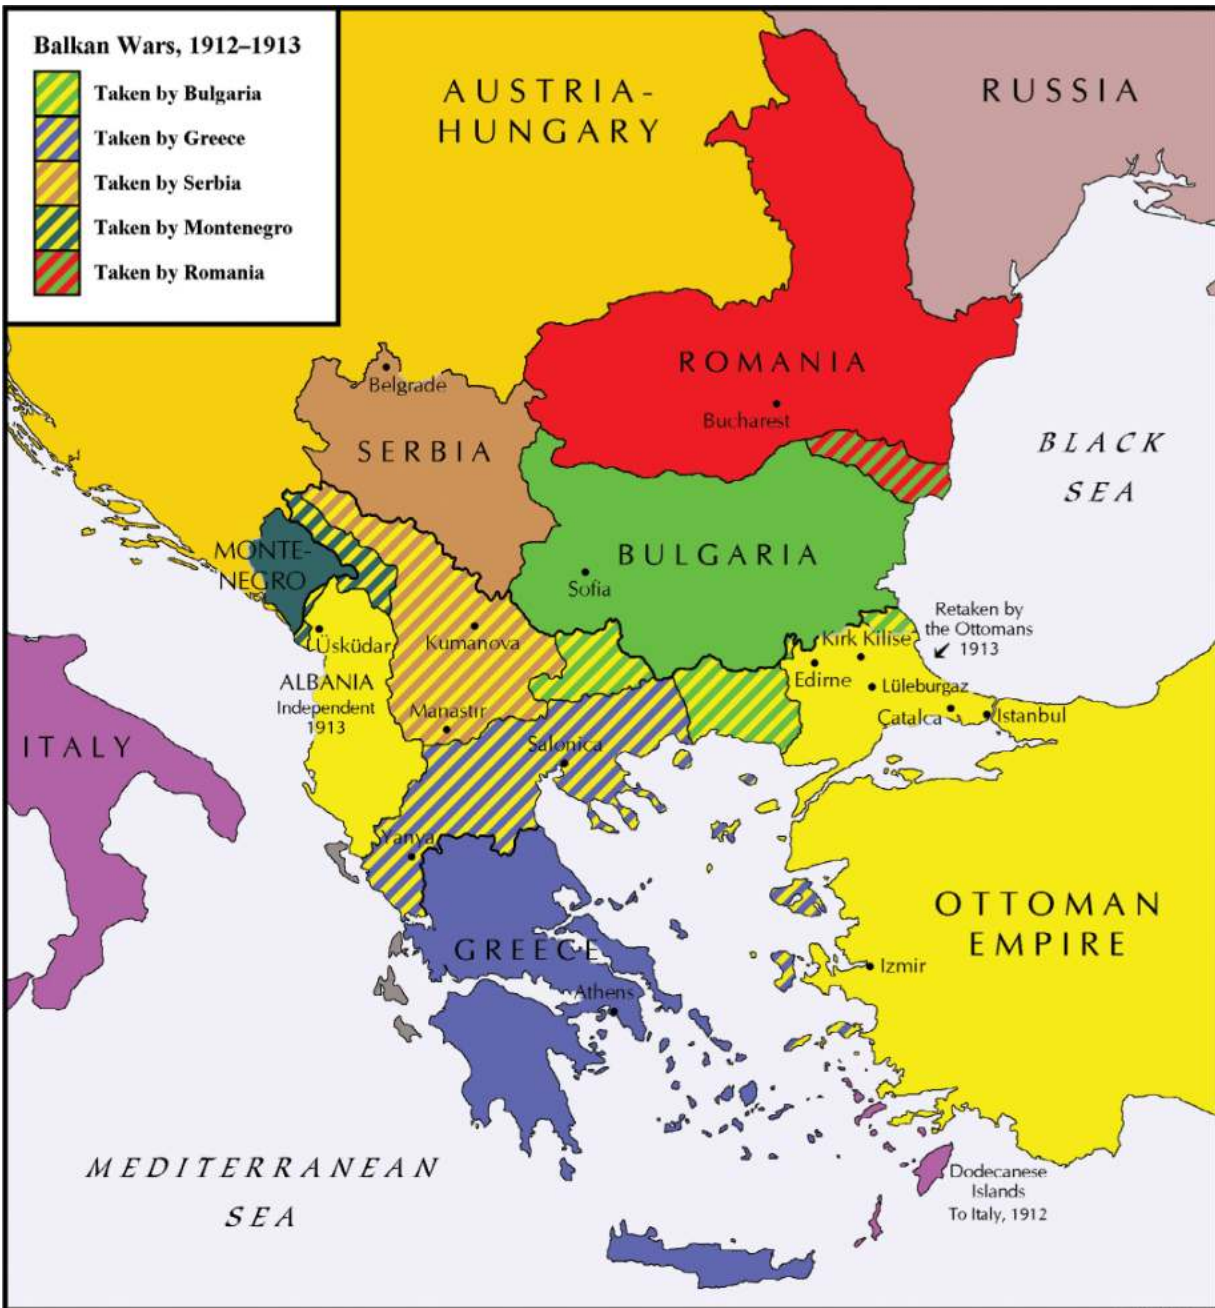 Balkan Wars, 1912–1913
Taken by Bulgaria
Taken by Greece
Taken by Serbia
Taken by Montenegro
Taken by Romania
AUSTRIA-
HUNGARY
RUSSIA
ROMANIA
Bucharest
Belgrade
SERBIA
BLACK
SEA
MONTE-
NEGRO
BULGARIA
Sofia
Retaken by
the Ottomans
1913
Üsküdar
Kumanova
Kirk Kilise
Edirne
Lüleburgaz
Çatalca
Istanbul
ALBANIA
Independent
1913
Manastir
ITALY
Salonica
Yanya
OTTOMAN
EMPIRE
GREECE
Izmir
Athens
MEDITERRANEAN
SEA
Dodecanese
Islands
To Italy, 1912